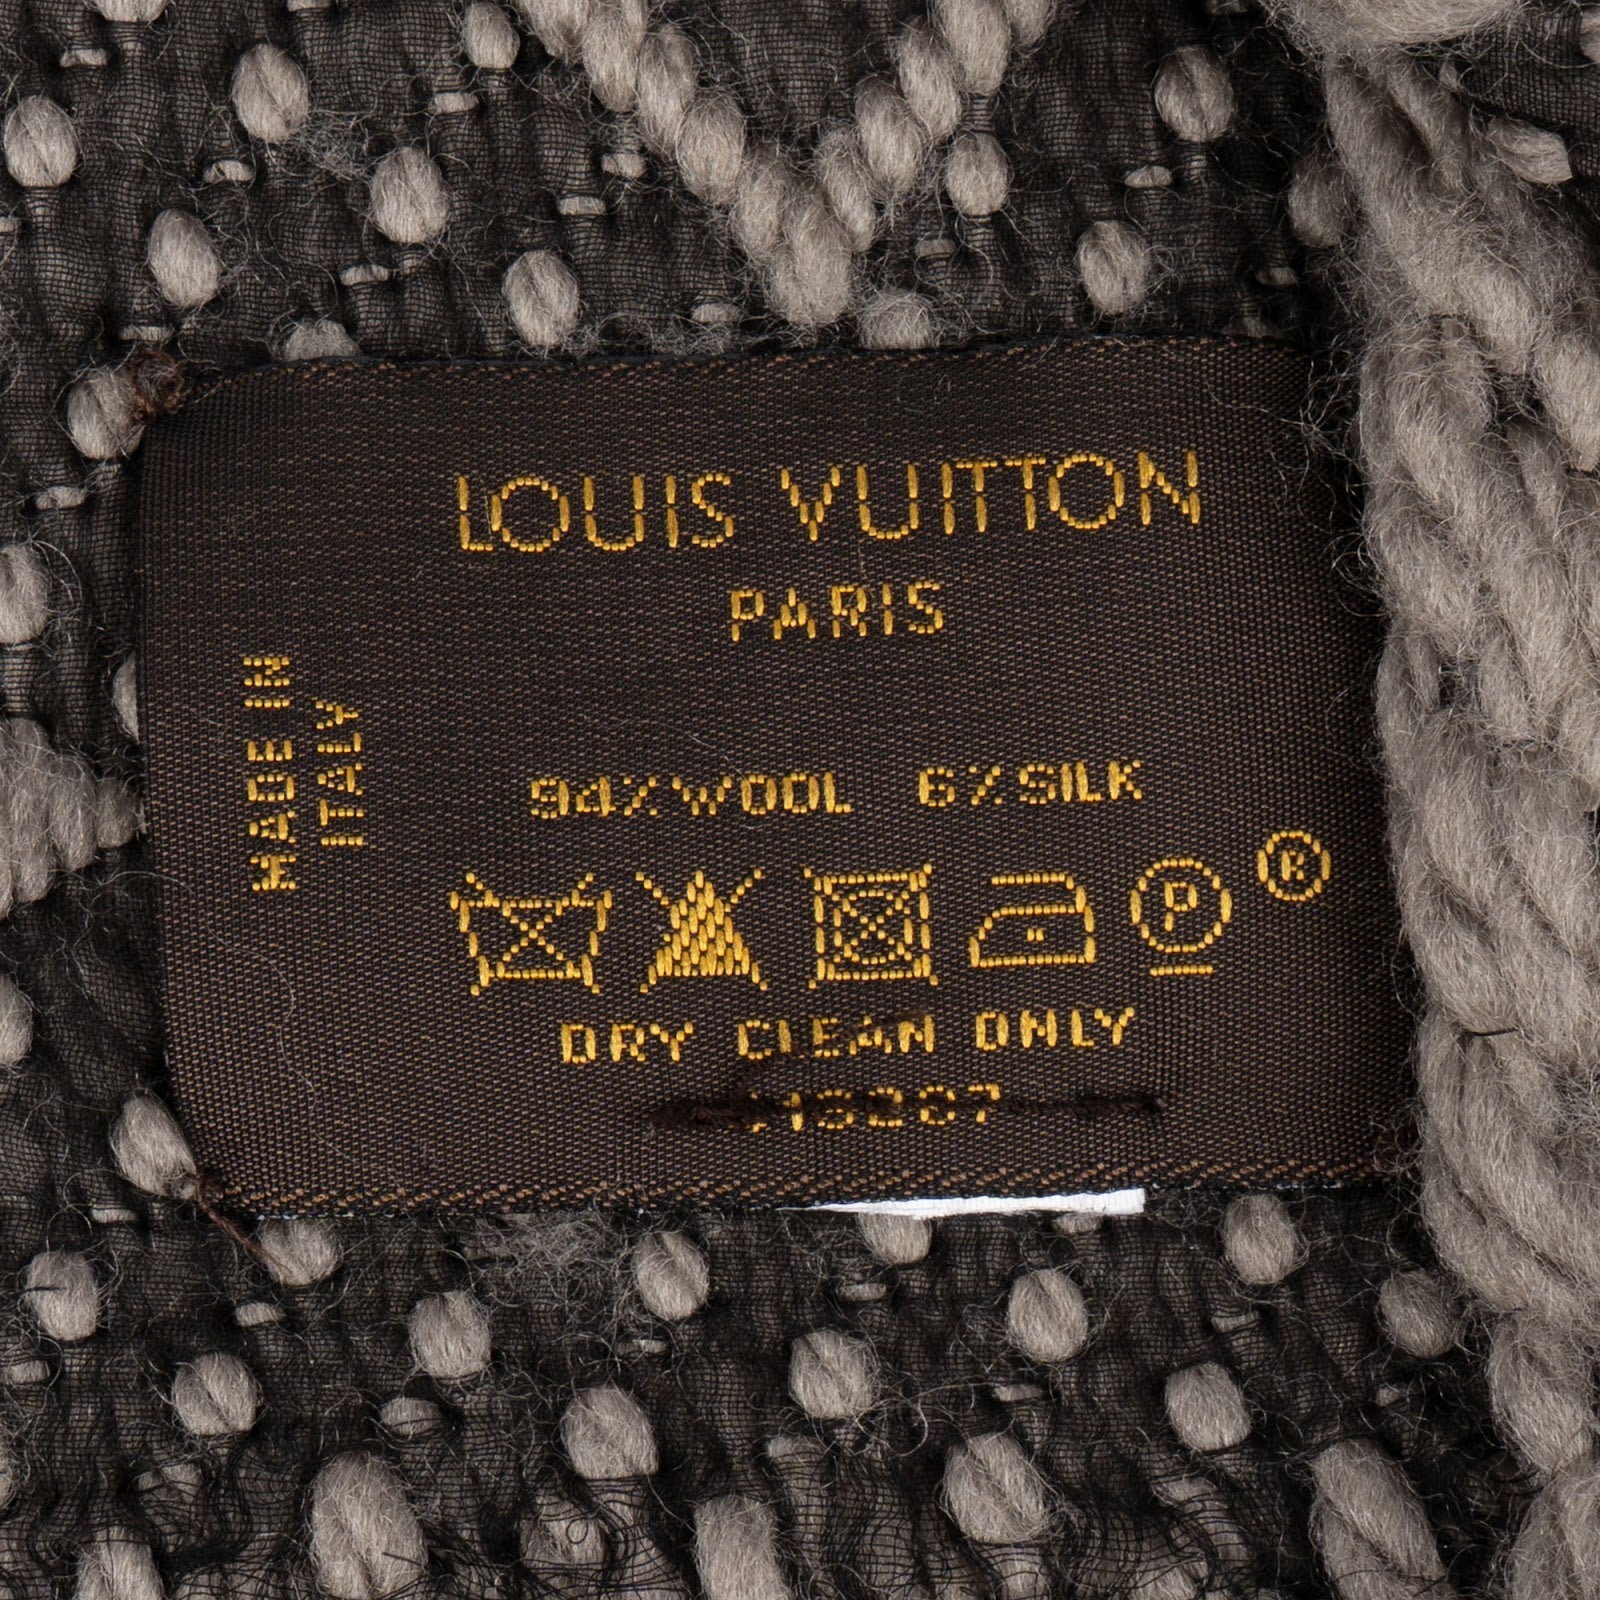 LOUIS VUITTON
PARIS
MADE IN
ITALY
94% WOOL 6% SILK
P
®
DRY CLEAN ONLY